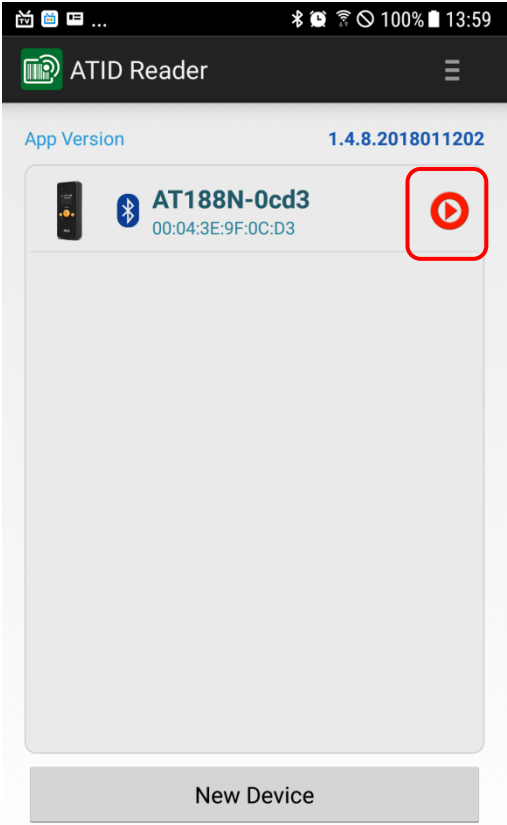 ... 100% 13:59
ATID Reader
App Version 1.4.8.2018011202
AT188N-0cd3
00:04:3E:9F:0C:D3
New Device